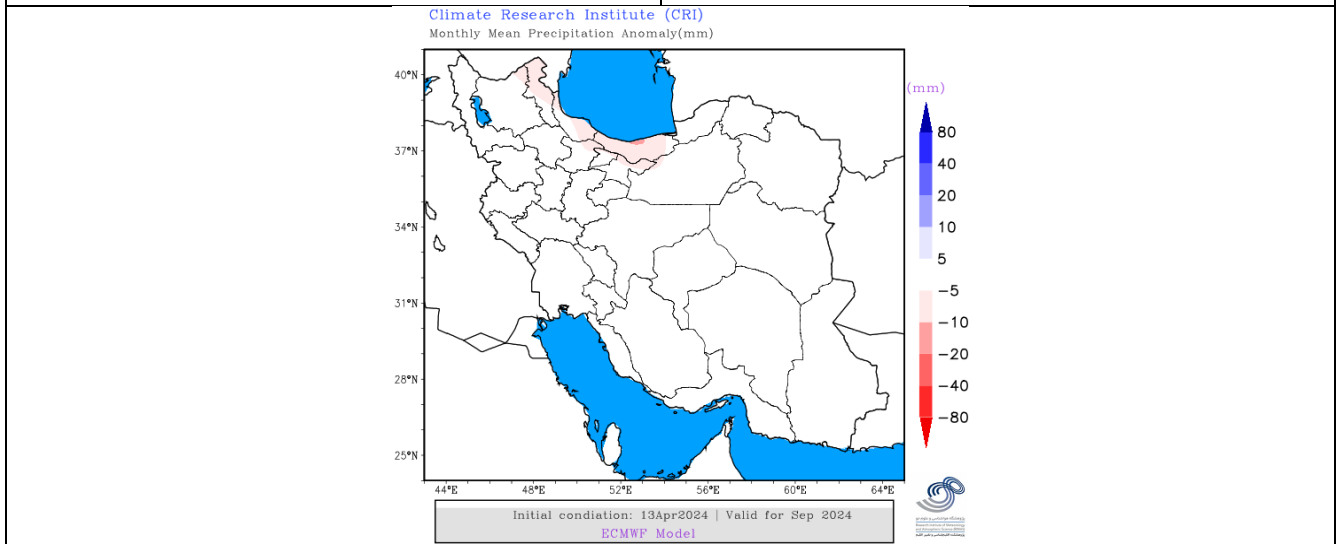 Climate Research Institute (CRI)
Monthly Mean Precipitation Anomaly(mm)
40°N
37°N
34°N
31°N
28°N
25°N
44°E 48°E 52°E 56°E 60°E 64°E
(mm)
80
40
20
10
5
−5
−10
−20
−40
−80
Initial condiation: 13Apr2024 | Valid for Sep 2024
ECMWF Model